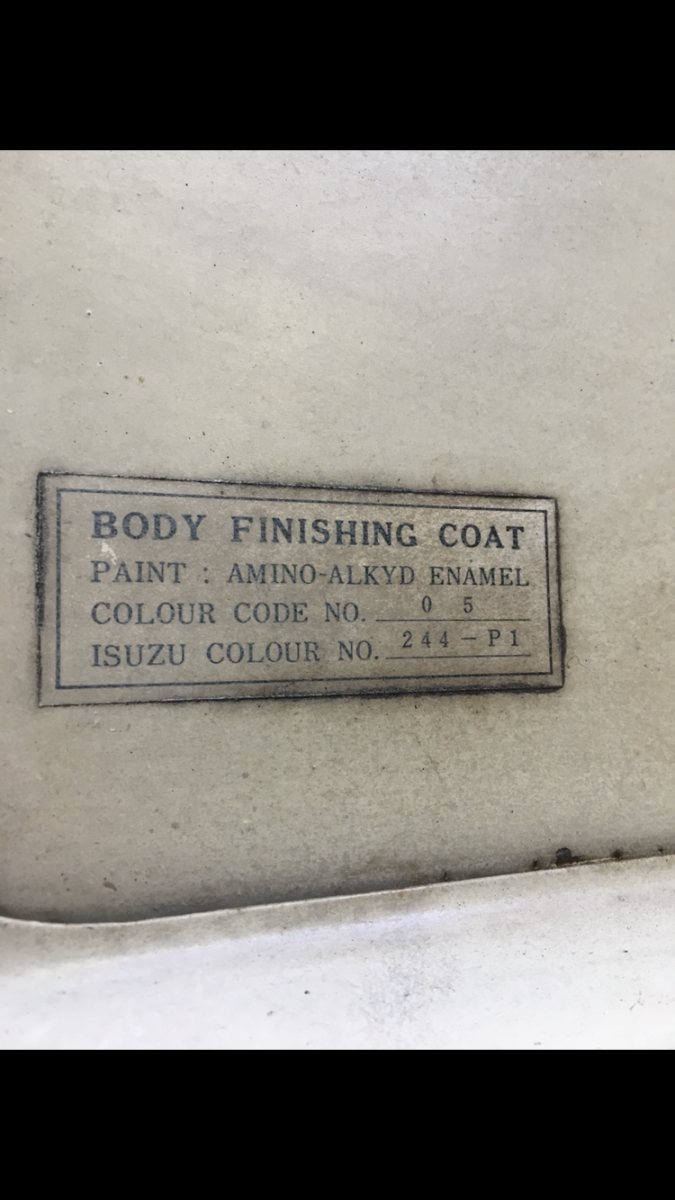 BODY FINISHING COAT
PAINT : AMINO-ALKYD ENAMEL
COLOUR CODE NO. 0 5
ISUZU COLOUR NO. 244-P1